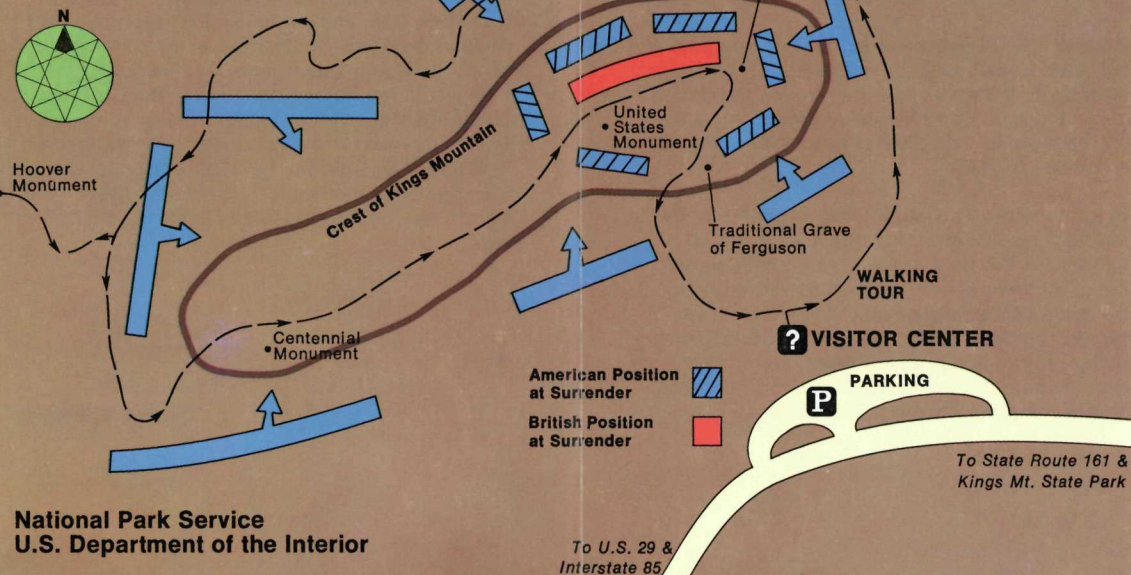 N
Hoover
Monument
United
States
Monument
Crest of Kings Mountain
Traditional Grave
of Ferguson
WALKING
TOUR
? VISITOR CENTER
Centennial
Monument
American Position
at Surrender
British Position
at Surrender
PARKING
P
To State Route 161 &
Kings Mt. State Park
National Park Service
U.S. Department of the Interior
To U.S. 29 &
Interstate 85